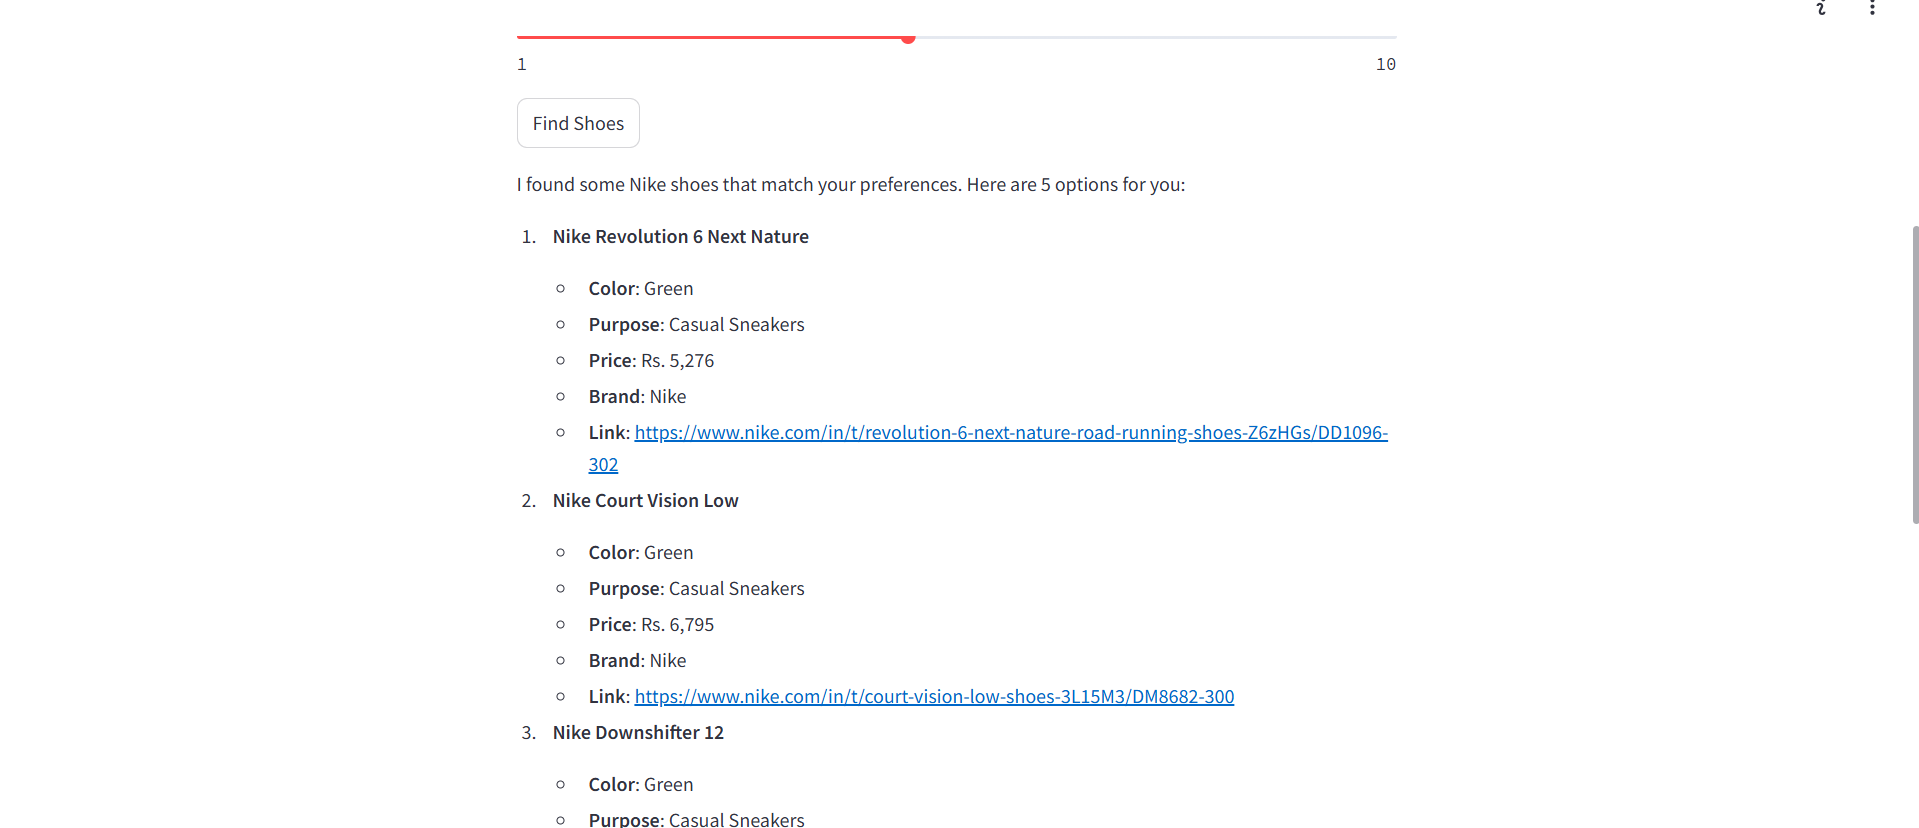 1 10
Find Shoes
I found some Nike shoes that match your preferences. Here are 5 options for you:
1. Nike Revolution 6 Next Nature
Color: Green
Purpose: Casual Sneakers
Price: Rs. 5,276
Brand: Nike
Link: https://www.nike.com/in/t/revolution-6-next-nature-road-running-shoes-Z6zHGs/DD1096-
302
2. Nike Court Vision Low
Color: Green
Purpose: Casual Sneakers
Price: Rs. 6,795
Brand: Nike
Link: https://www.nike.com/in/t/court-vision-low-shoes-3L15M3/DM8682-300
3. Nike Downshifter 12
Color: Green
Purpose: Casual Sneakers